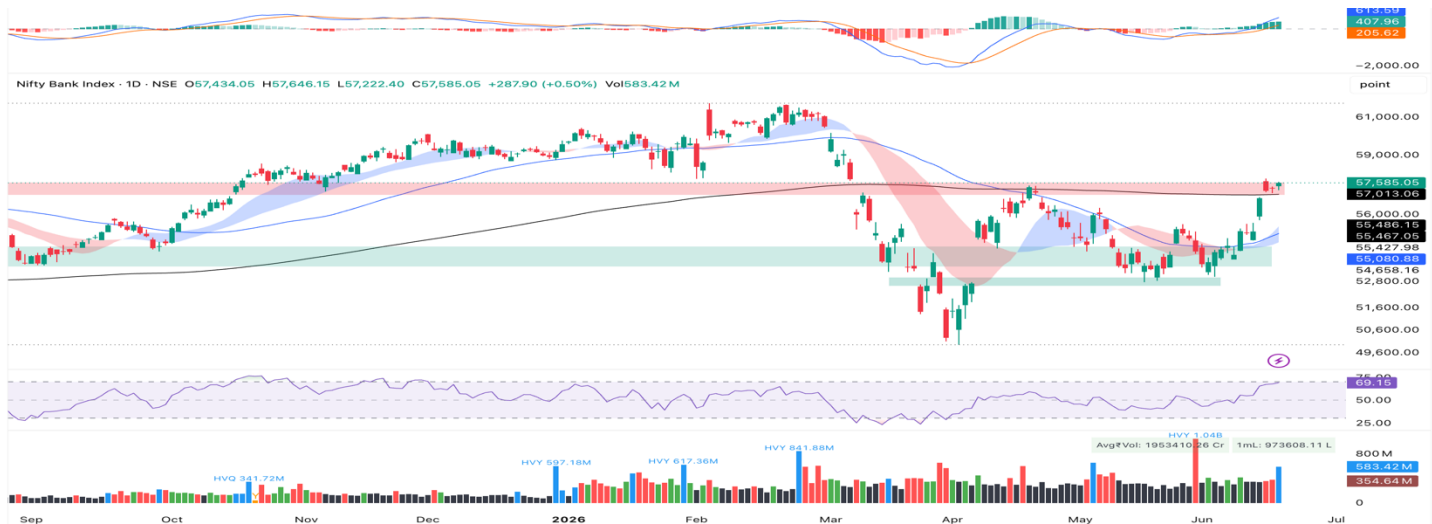 613.59
407.96
205.62
−2,000.00
Nifty Bank Index · 1D · NSE O57,434.05 H57,646.15 L57,222.40 C57,585.05 +287.90 (+0.50%) Vol583.42 M
point
61,000.00
59,000.00
57,585.05
57,013.06
56,000.00
55,486.15
55,467.05
55,427.98
55,080.88
54,658.16
52,800.00
51,600.00
50,600.00
49,600.00
75.00
69.15
50.00
25.00
HVQ 341.72M
HVY 597.18M
HVY 617.36M
HVY 841.88M
HVY 1.04B
Avg₹Vol: 1953410.26 Cr
1mL: 973608.11 L
800 M
583.42 M
354.64 M
0
Sep Oct Nov Dec 2026 Feb Mar Apr May Jun Jul